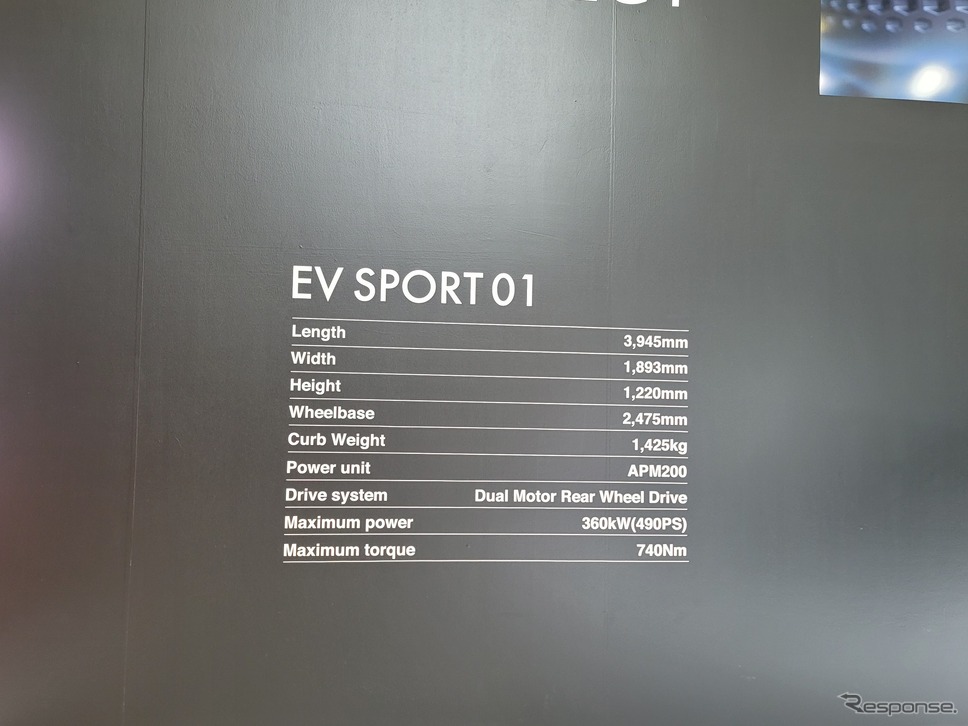 EV SPORT 01
Length 3,945mm
Width 1,893mm
Height 1,220mm
Wheelbase 2,475mm
Curb Weight 1,425kg
Power unit APM200
Drive system Dual Motor Rear Wheel Drive
Maximum power 360kW(490PS)
Maximum torque 740Nm
Response.